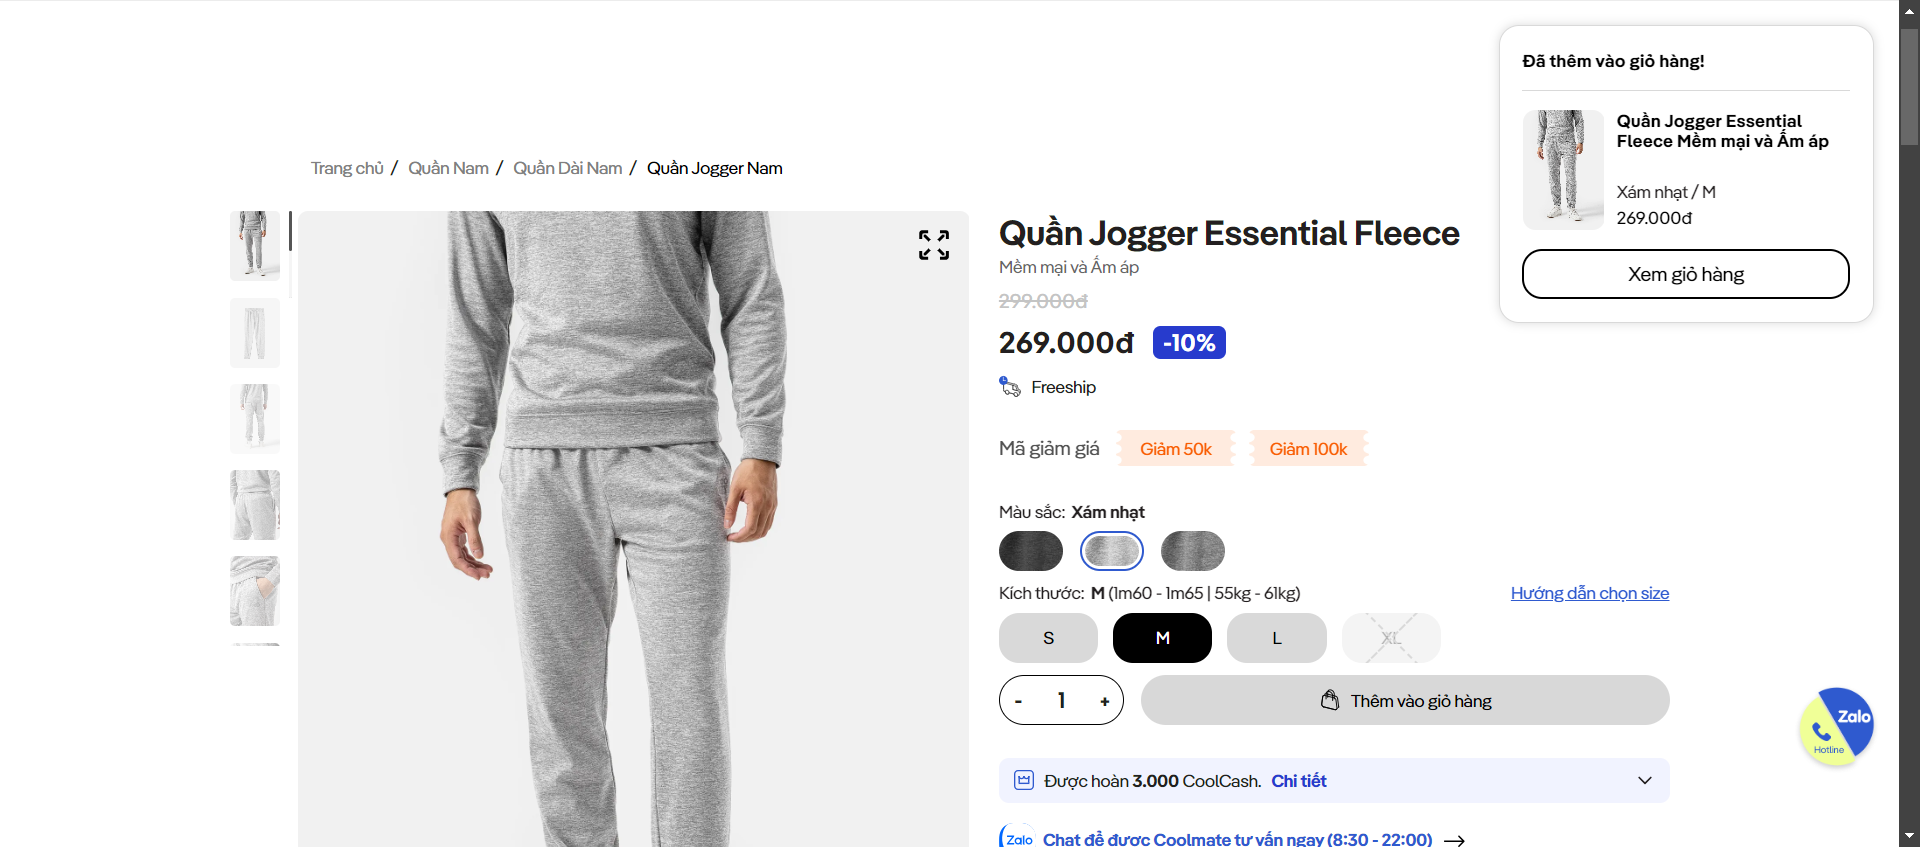 Đã thêm vào giỏ hàng!
Quần Jogger Essential
Fleece Mềm mại và Ấm áp
Xám nhạt / M
269.000đ
Xem giỏ hàng
Trang chủ / Quần Nam / Quần Dài Nam / Quần Jogger Nam
Quần Jogger Essential Fleece
Mềm mại và Ấm áp
299.000đ
269.000đ -10%
Freeship
Mã giảm giá Giảm 50k Giảm 100k
Màu sắc: Xám nhạt
Kích thước: M (1m60 - 1m65 | 55kg - 61kg) Hướng dẫn chọn size
S M L XL
- 1 + Thêm vào giỏ hàng
Zalo
Hotline
Được hoàn 3.000 CoolCash. Chi tiết
Zalo Chat để được Coolmate tư vấn ngay (8:30 - 22:00)